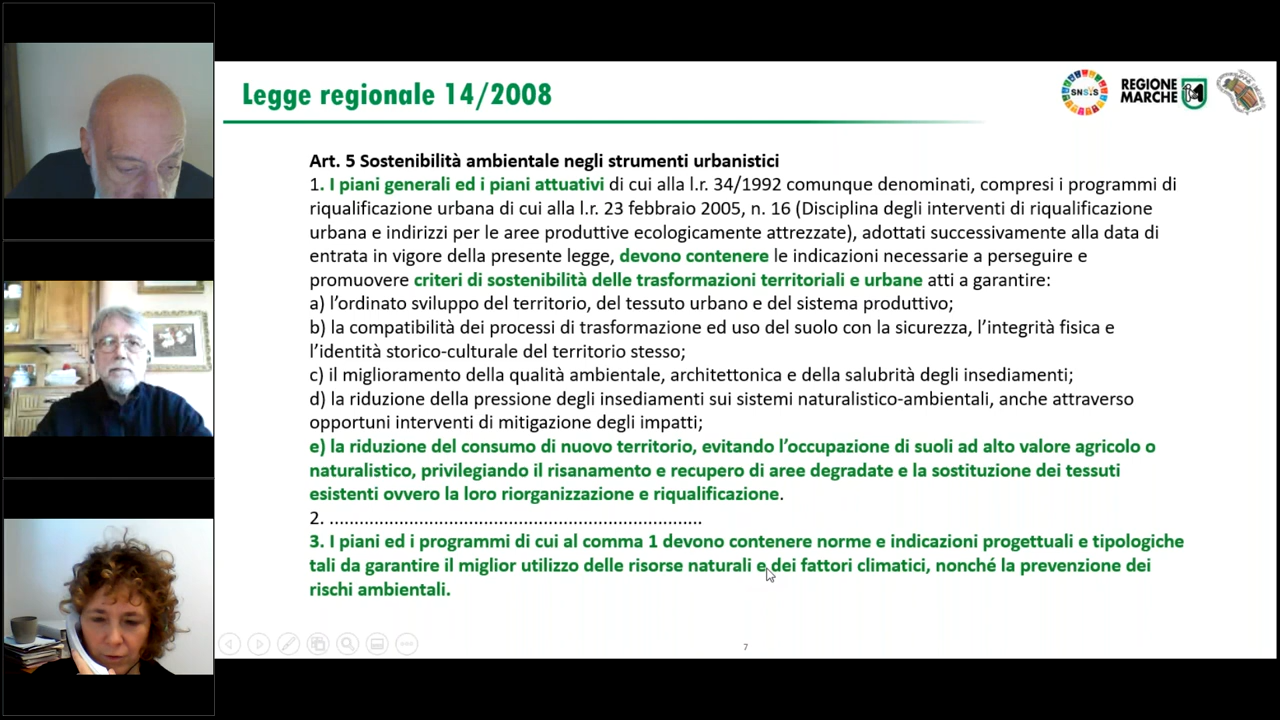 Legge regionale 14/2008
SNSvS
REGIONE
MARCHE
Art. 5 Sostenibilità ambientale negli strumenti urbanistici
1. I piani generali ed i piani attuativi di cui alla l.r. 34/1992 comunque denominati, compresi i programmi di
riqualificazione urbana di cui alla l.r. 23 febbraio 2005, n. 16 (Disciplina degli interventi di riqualificazione
urbana e indirizzi per le aree produttive ecologicamente attrezzate), adottati successivamente alla data di
entrata in vigore della presente legge, devono contenere le indicazioni necessarie a perseguire e
promuovere criteri di sostenibilità delle trasformazioni territoriali e urbane atti a garantire:
a) l’ordinato sviluppo del territorio, del tessuto urbano e del sistema produttivo;
b) la compatibilità dei processi di trasformazione ed uso del suolo con la sicurezza, l’integrità fisica e
l’identità storico-culturale del territorio stesso;
c) il miglioramento della qualità ambientale, architettonica e della salubrità degli insediamenti;
d) la riduzione della pressione degli insediamenti sui sistemi naturalistico-ambientali, anche attraverso
opportuni interventi di mitigazione degli impatti;
e) la riduzione del consumo di nuovo territorio, evitando l’occupazione di suoli ad alto valore agricolo o
naturalistico, privilegiando il risanamento e recupero di aree degradate e la sostituzione dei tessuti
esistenti ovvero la loro riorganizzazione e riqualificazione.
2. ..........................................................................
3. I piani ed i programmi di cui al comma 1 devono contenere norme e indicazioni progettuali e tipologiche
tali da garantire il miglior utilizzo delle risorse naturali e dei fattori climatici, nonché la prevenzione dei
rischi ambientali.
7